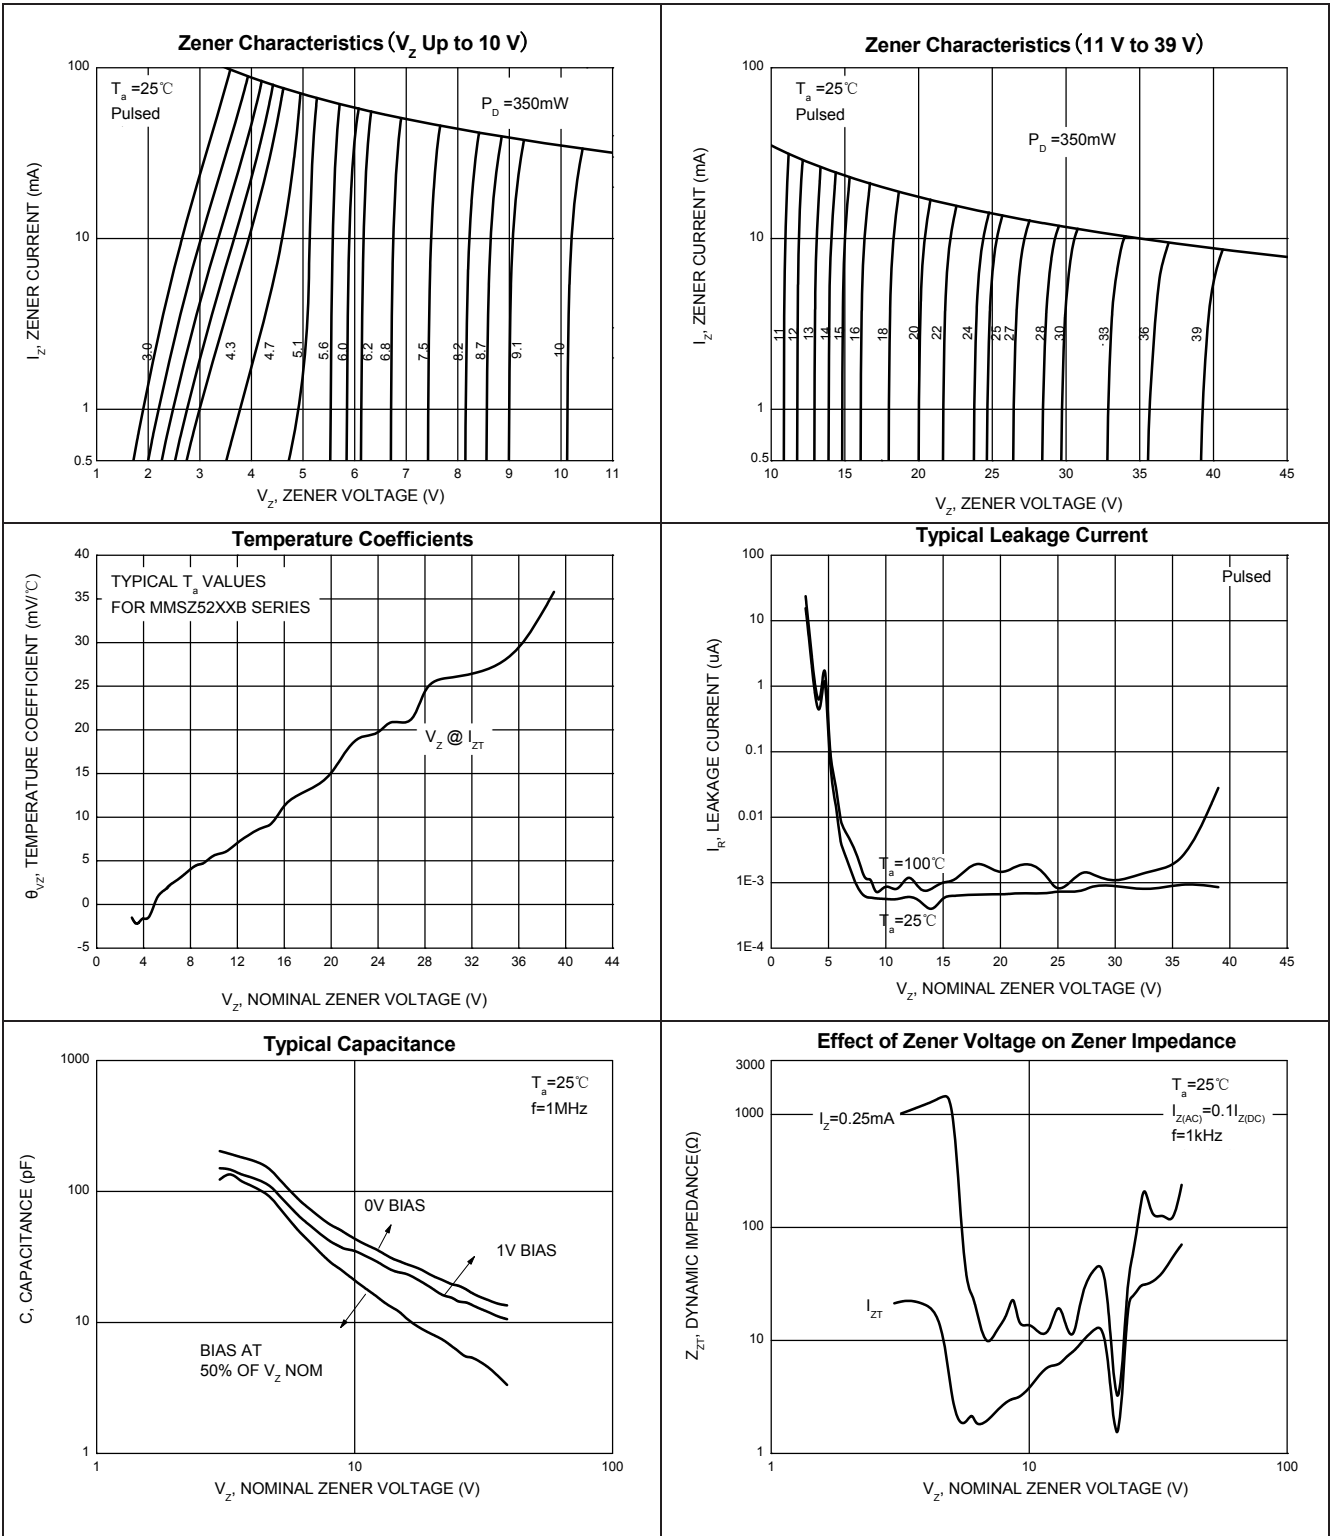 Zener Characteristics (VZ Up to 10 V)
100
10
1
0.5
Ta=25℃
Pulsed
PD=350mW
3.0
4.3
4.7
5.1
5.6
6.0
6.2
6.8
7.5
8.2
8.7
9.1
10
IZ, ZENER CURRENT (mA)
1 2 3 4 5 6 7 8 9 10 11
VZ, ZENER VOLTAGE (V)
Zener Characteristics (11 V to 39 V)
100
10
1
0.5
Ta=25℃
Pulsed
PD=350mW
11
12
13
14
15
16
18
20
22
24
25
27
28
30
33
36
39
IZ, ZENER CURRENT (mA)
10 15 20 25 30 35 40 45
VZ, ZENER VOLTAGE (V)
Temperature Coefficients
40
35
30
25
20
15
10
5
0
-5
TYPICAL Ta VALUES
FOR MMSZ52XXB SERIES
VZ @ IZT
θVZ, TEMPERATURE COEFFICIENT (mV/℃)
0 4 8 12 16 20 24 28 32 36 40 44
VZ, NOMINAL ZENER VOLTAGE (V)
Typical Leakage Current
100
10
1
0.1
0.01
1E-3
1E-4
Pulsed
Ta=100℃
Ta=25℃
IR, LEAKAGE CURRENT (uA)
0 5 10 15 20 25 30 35 40 45
VZ, NOMINAL ZENER VOLTAGE (V)
Typical Capacitance
1000
100
10
1
Ta=25℃
f=1MHz
0V BIAS
1V BIAS
BIAS AT
50% OF VZ NOM
C, CAPACITANCE (pF)
1 10 100
VZ, NOMINAL ZENER VOLTAGE (V)
Effect of Zener Voltage on Zener Impedance
3000
1000
100
10
1
Ta=25℃
IZ(AC)=0.1IZ(DC)
f=1kHz
IZ=0.25mA
IZT
ZZT, DYNAMIC IMPEDANCE(Ω)
1 10 100
VZ, NOMINAL ZENER VOLTAGE (V)